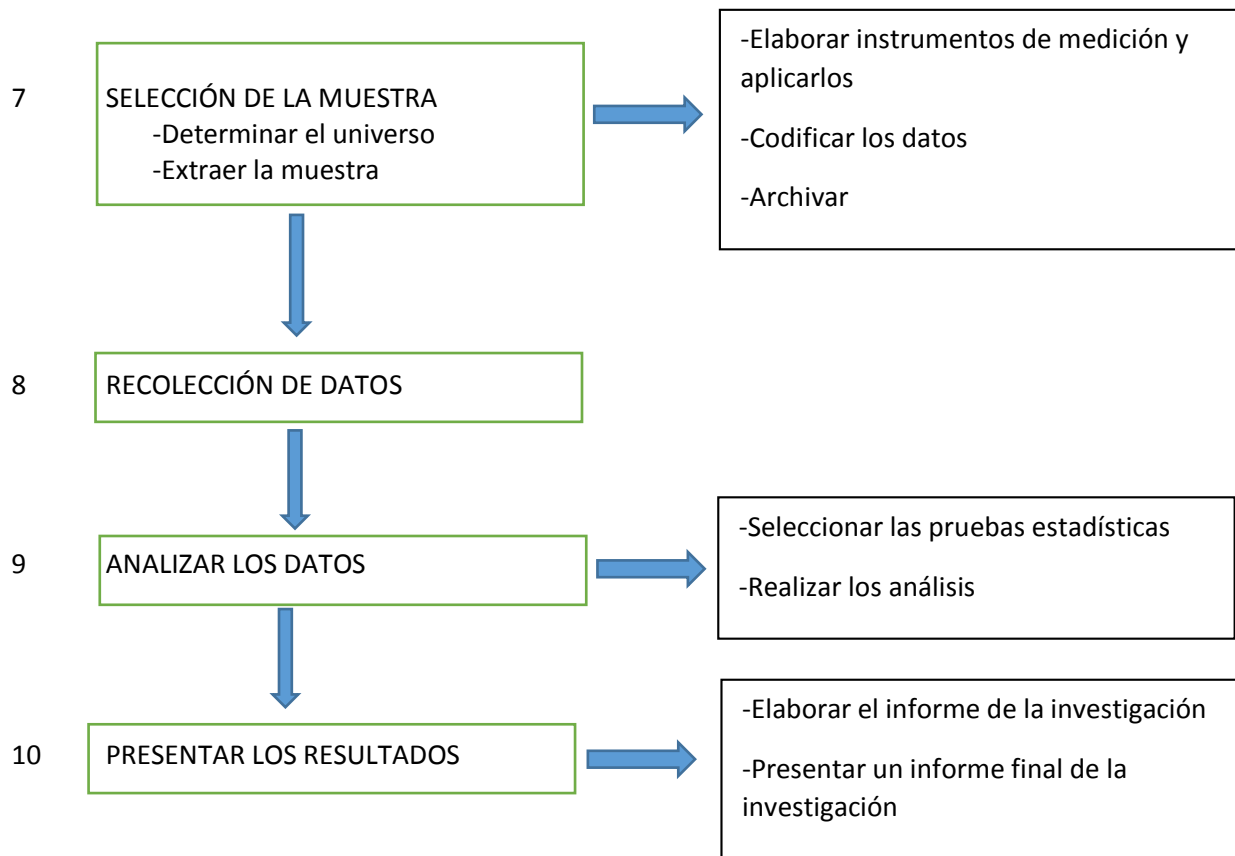 7
SELECCIÓN DE LA MUESTRA
-Determinar el universo
-Extraer la muestra
-Elaborar instrumentos de medición y
aplicarlos
-Codificar los datos
-Archivar
8
RECOLECCIÓN DE DATOS
9
ANALIZAR LOS DATOS
-Seleccionar las pruebas estadísticas
-Realizar los análisis
10
PRESENTAR LOS RESULTADOS
-Elaborar el informe de la investigación
-Presentar un informe final de la
investigación